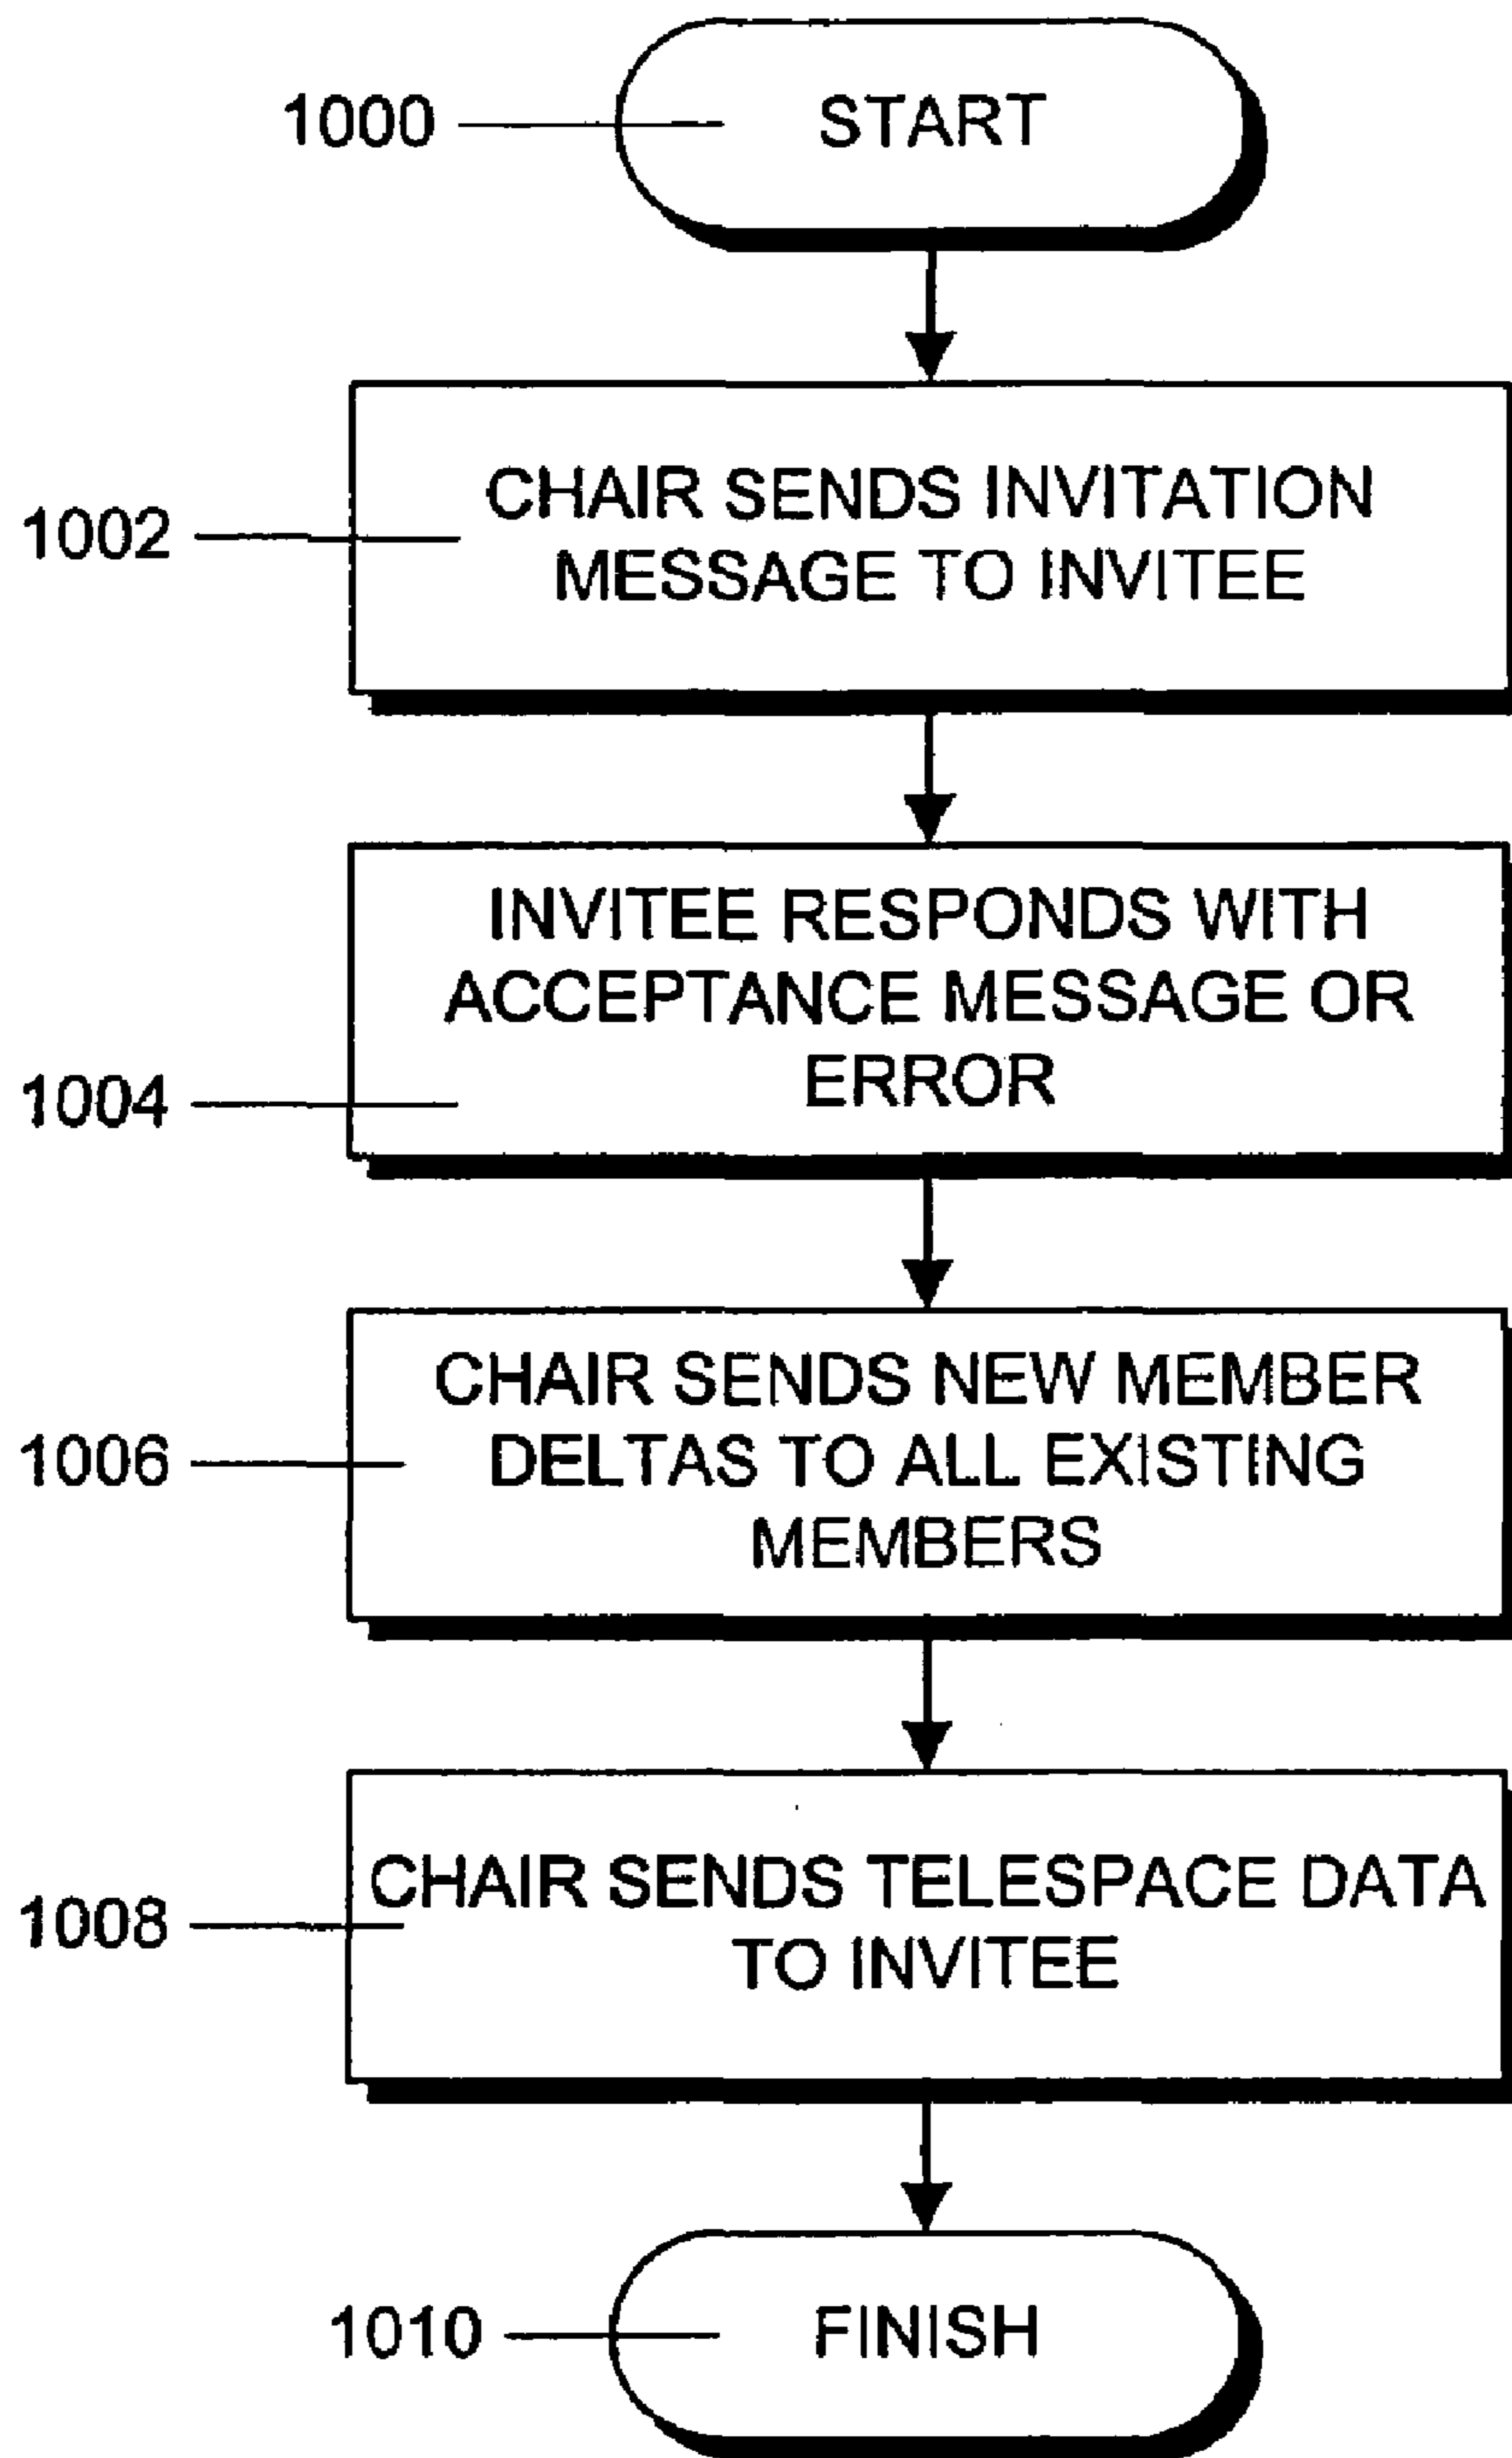 1000
START
1002
CHAIR SENDS INVITATION
MESSAGE TO INVITEE
INVITEE RESPONDS WITH
ACCEPTANCE MESSAGE OR
ERROR
1004
CHAIR SENDS NEW MEMBER
1006
DELTAS TO ALL EXISTING
MEMBERS
CHAIR SENDS TELESPACE DATA
1008
TO INVITEE
1010
FINISH